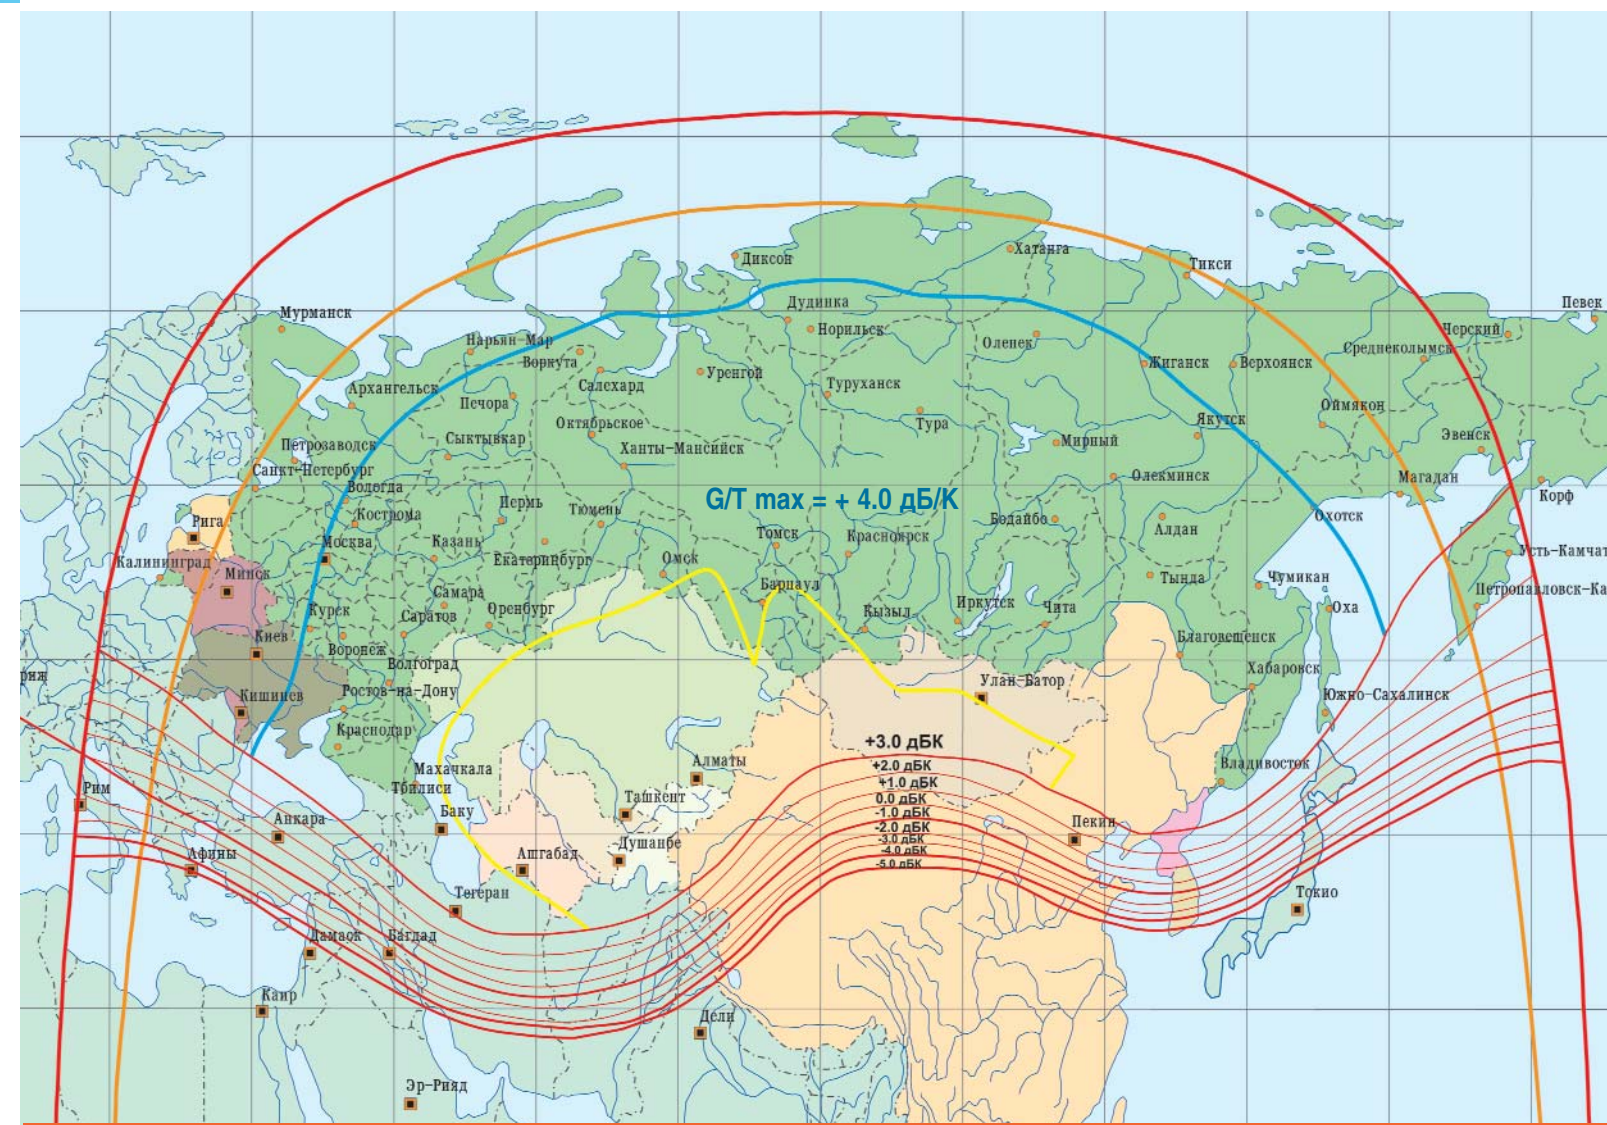 Диксон
Хатанга
Тикси
Мурманск
Дудинка
Певек
Норильск
Черский
Нарьян-Мар
Оленек
Среднеколымск
Воркута
Жиганск
Верхоянск
Салехард
Уренгой
Архангельск
Туруханск
Печора
Оймякон
Октябрьское
Тура
Якутск
Сыктывкар
Мирный
Эвенск
Петрозаводск
Ханты-Мансийск
Санкт-Петербург
Олекминск
Магадан
Вологда
Корф
G/T max = + 4.0 дБ/К
Пермь
Тюмень
Кострома
Рига
Бодайбо
Охотск
Алдан
Томск
Красноярск
Москва
Казань
Усть-Камчат
Калининград
Екатеринбург
Омск
Минск
Барнаул
Тында
Чумикан
Самара
Петропавловск-Ка
Курск
Оренбург
Иркутск
Чита
Оха
Саратов
Кызыл
Киев
Благовещенск
Воронеж
Волгоград
Хабаровск
риж
Улан-Батор
Кишинев
Ростов-на-Дону
Южно-Сахалинск
Краснодар
+3.0 дБК
Махачкала
Алматы
+2.0 дБК
Владивосток
Рим
Тбилиси
+1.0 дБК
Ташкент
0.0 дБК
Баку
-1.0 дБК
Анкара
Пекин
-2.0 дБК
-3.0 дБК
Душанбе
-4.0 дБК
Афины
Ашгабад
-5.0 дБК
Тегеран
Токио
Дамаск
Багдад
Каир
Дели
Эр-Рияд